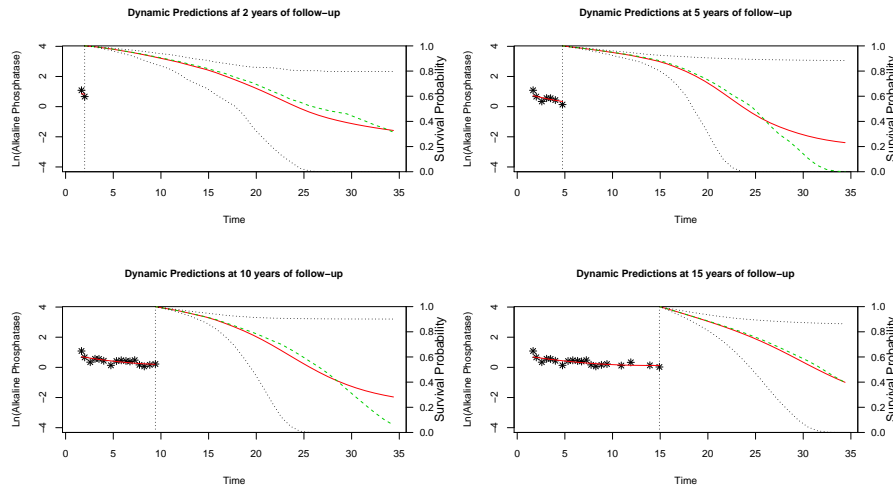 Dynamic Predictions af 2 years of follow−up
Ln(Alkaline Phosphatase)
4
2
0
−2
−4
1.0
0.8
0.6
0.4
0.2
0.0
Survival Probability
0 5 10 15 20 25 30 35
Time
Dynamic Predictions at 5 years of follow−up
Ln(Alkaline Phosphatase)
4
2
0
−2
−4
1.0
0.8
0.6
0.4
0.2
0.0
Survival Probability
0 5 10 15 20 25 30 35
Time
Dynamic Predictions at 10 years of follow−up
Ln(Alkaline Phosphatase)
4
2
0
−2
−4
1.0
0.8
0.6
0.4
0.2
0.0
Survival Probability
0 5 10 15 20 25 30 35
Time
Dynamic Predictions at 15 years of follow−up
Ln(Alkaline Phosphatase)
4
2
0
−2
−4
1.0
0.8
0.6
0.4
0.2
0.0
Survival Probability
0 5 10 15 20 25 30 35
Time